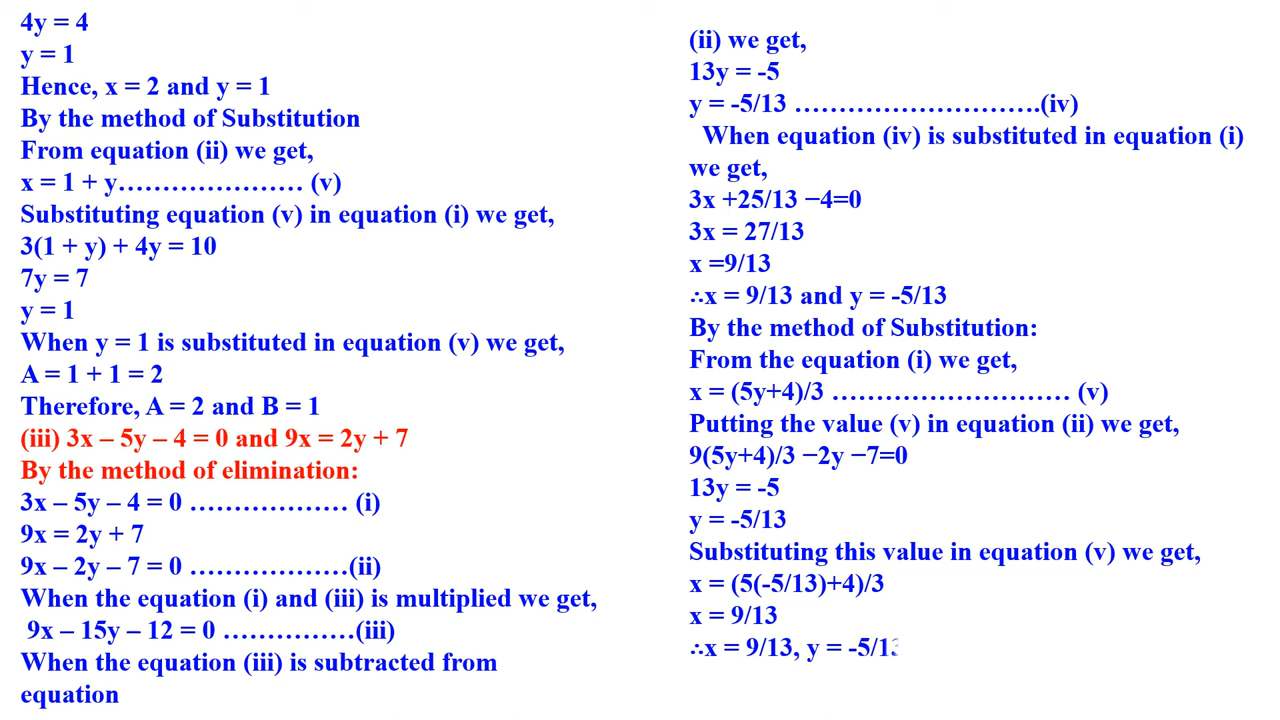 4y = 4
y = 1
Hence, x = 2 and y = 1
By the method of Substitution
From equation (ii) we get,
x = 1 + y………………… (v)
Substituting equation (v) in equation (i) we get,
3(1 + y) + 4y = 10
7y = 7
y = 1
When y = 1 is substituted in equation (v) we get,
A = 1 + 1 = 2
Therefore, A = 2 and B = 1
(iii) 3x – 5y – 4 = 0 and 9x = 2y + 7
By the method of elimination:
3x – 5y – 4 = 0 ……………… (i)
9x = 2y + 7
9x – 2y – 7 = 0 ………………(ii)
When the equation (i) and (iii) is multiplied we get,
9x – 15y – 12 = 0 ……………(iii)
When the equation (iii) is subtracted from
equation
(ii) we get,
13y = -5
y = -5/13 ……………………….(iv)
When equation (iv) is substituted in equation (i)
we get,
3x +25/13 −4=0
3x = 27/13
x =9/13
∴x = 9/13 and y = -5/13
By the method of Substitution:
From the equation (i) we get,
x = (5y+4)/3 ……………………… (v)
Putting the value (v) in equation (ii) we get,
9(5y+4)/3 −2y −7=0
13y = -5
y = -5/13
Substituting this value in equation (v) we get,
x = (5(-5/13)+4)/3
x = 9/13
∴x = 9/13, y = -5/13